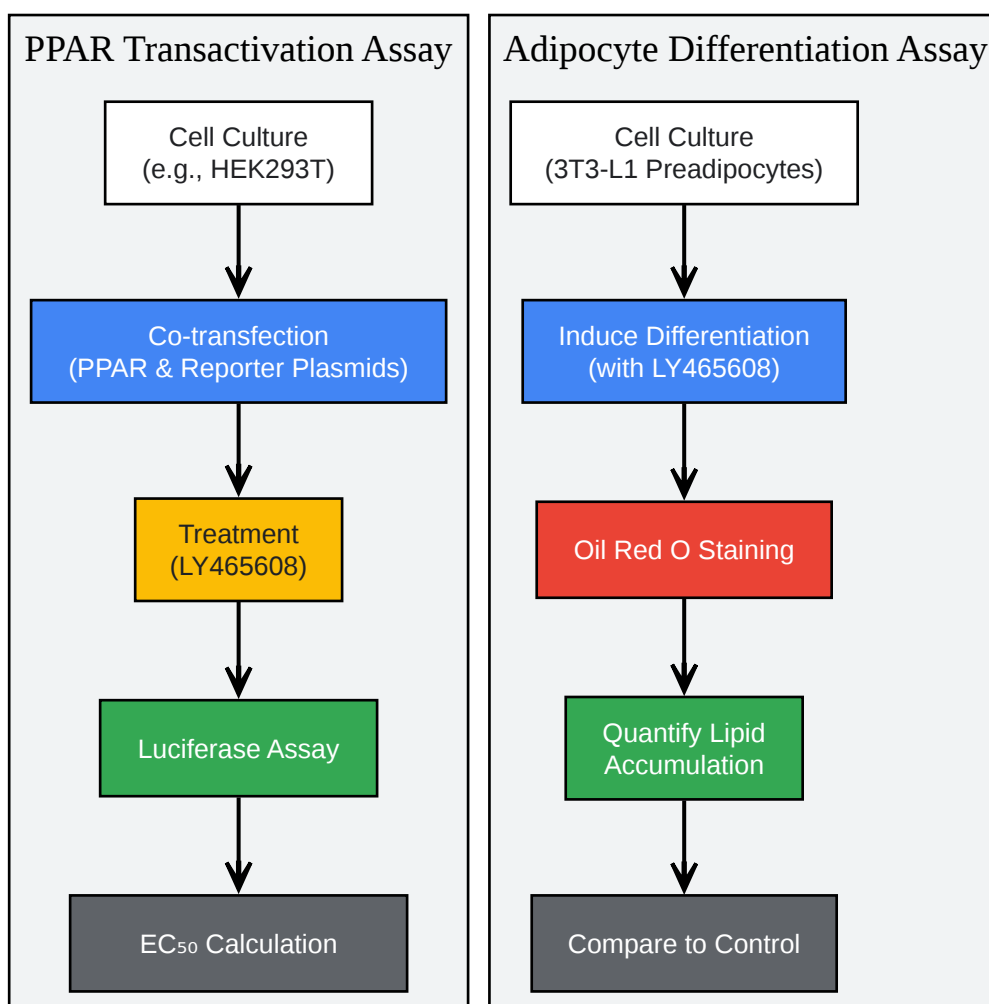 PPAR Transactivation Assay
Cell Culture
(e.g., HEK293T)
Co-transfection
(PPAR & Reporter Plasmids)
Treatment
(LY465608)
Luciferase Assay
EC₅₀ Calculation
Adipocyte Differentiation Assay
Cell Culture
(3T3-L1 Preadipocytes)
Induce Differentiation
(with LY465608)
Oil Red O Staining
Quantify Lipid
Accumulation
Compare to Control